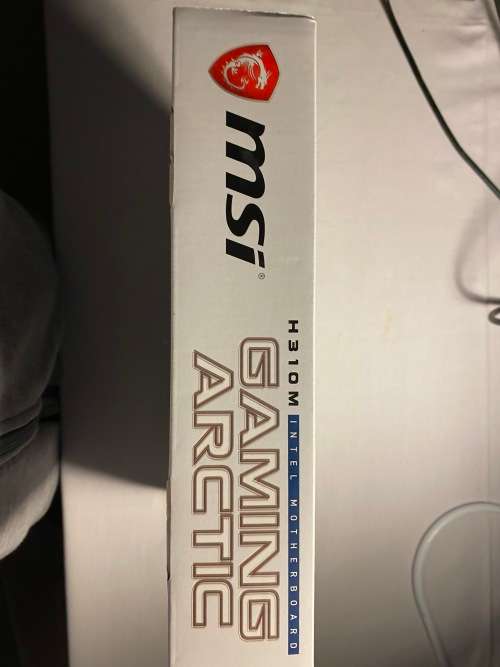 msi®
H310M INTEL MOTHERBOARD
GAMING
ARCTIC